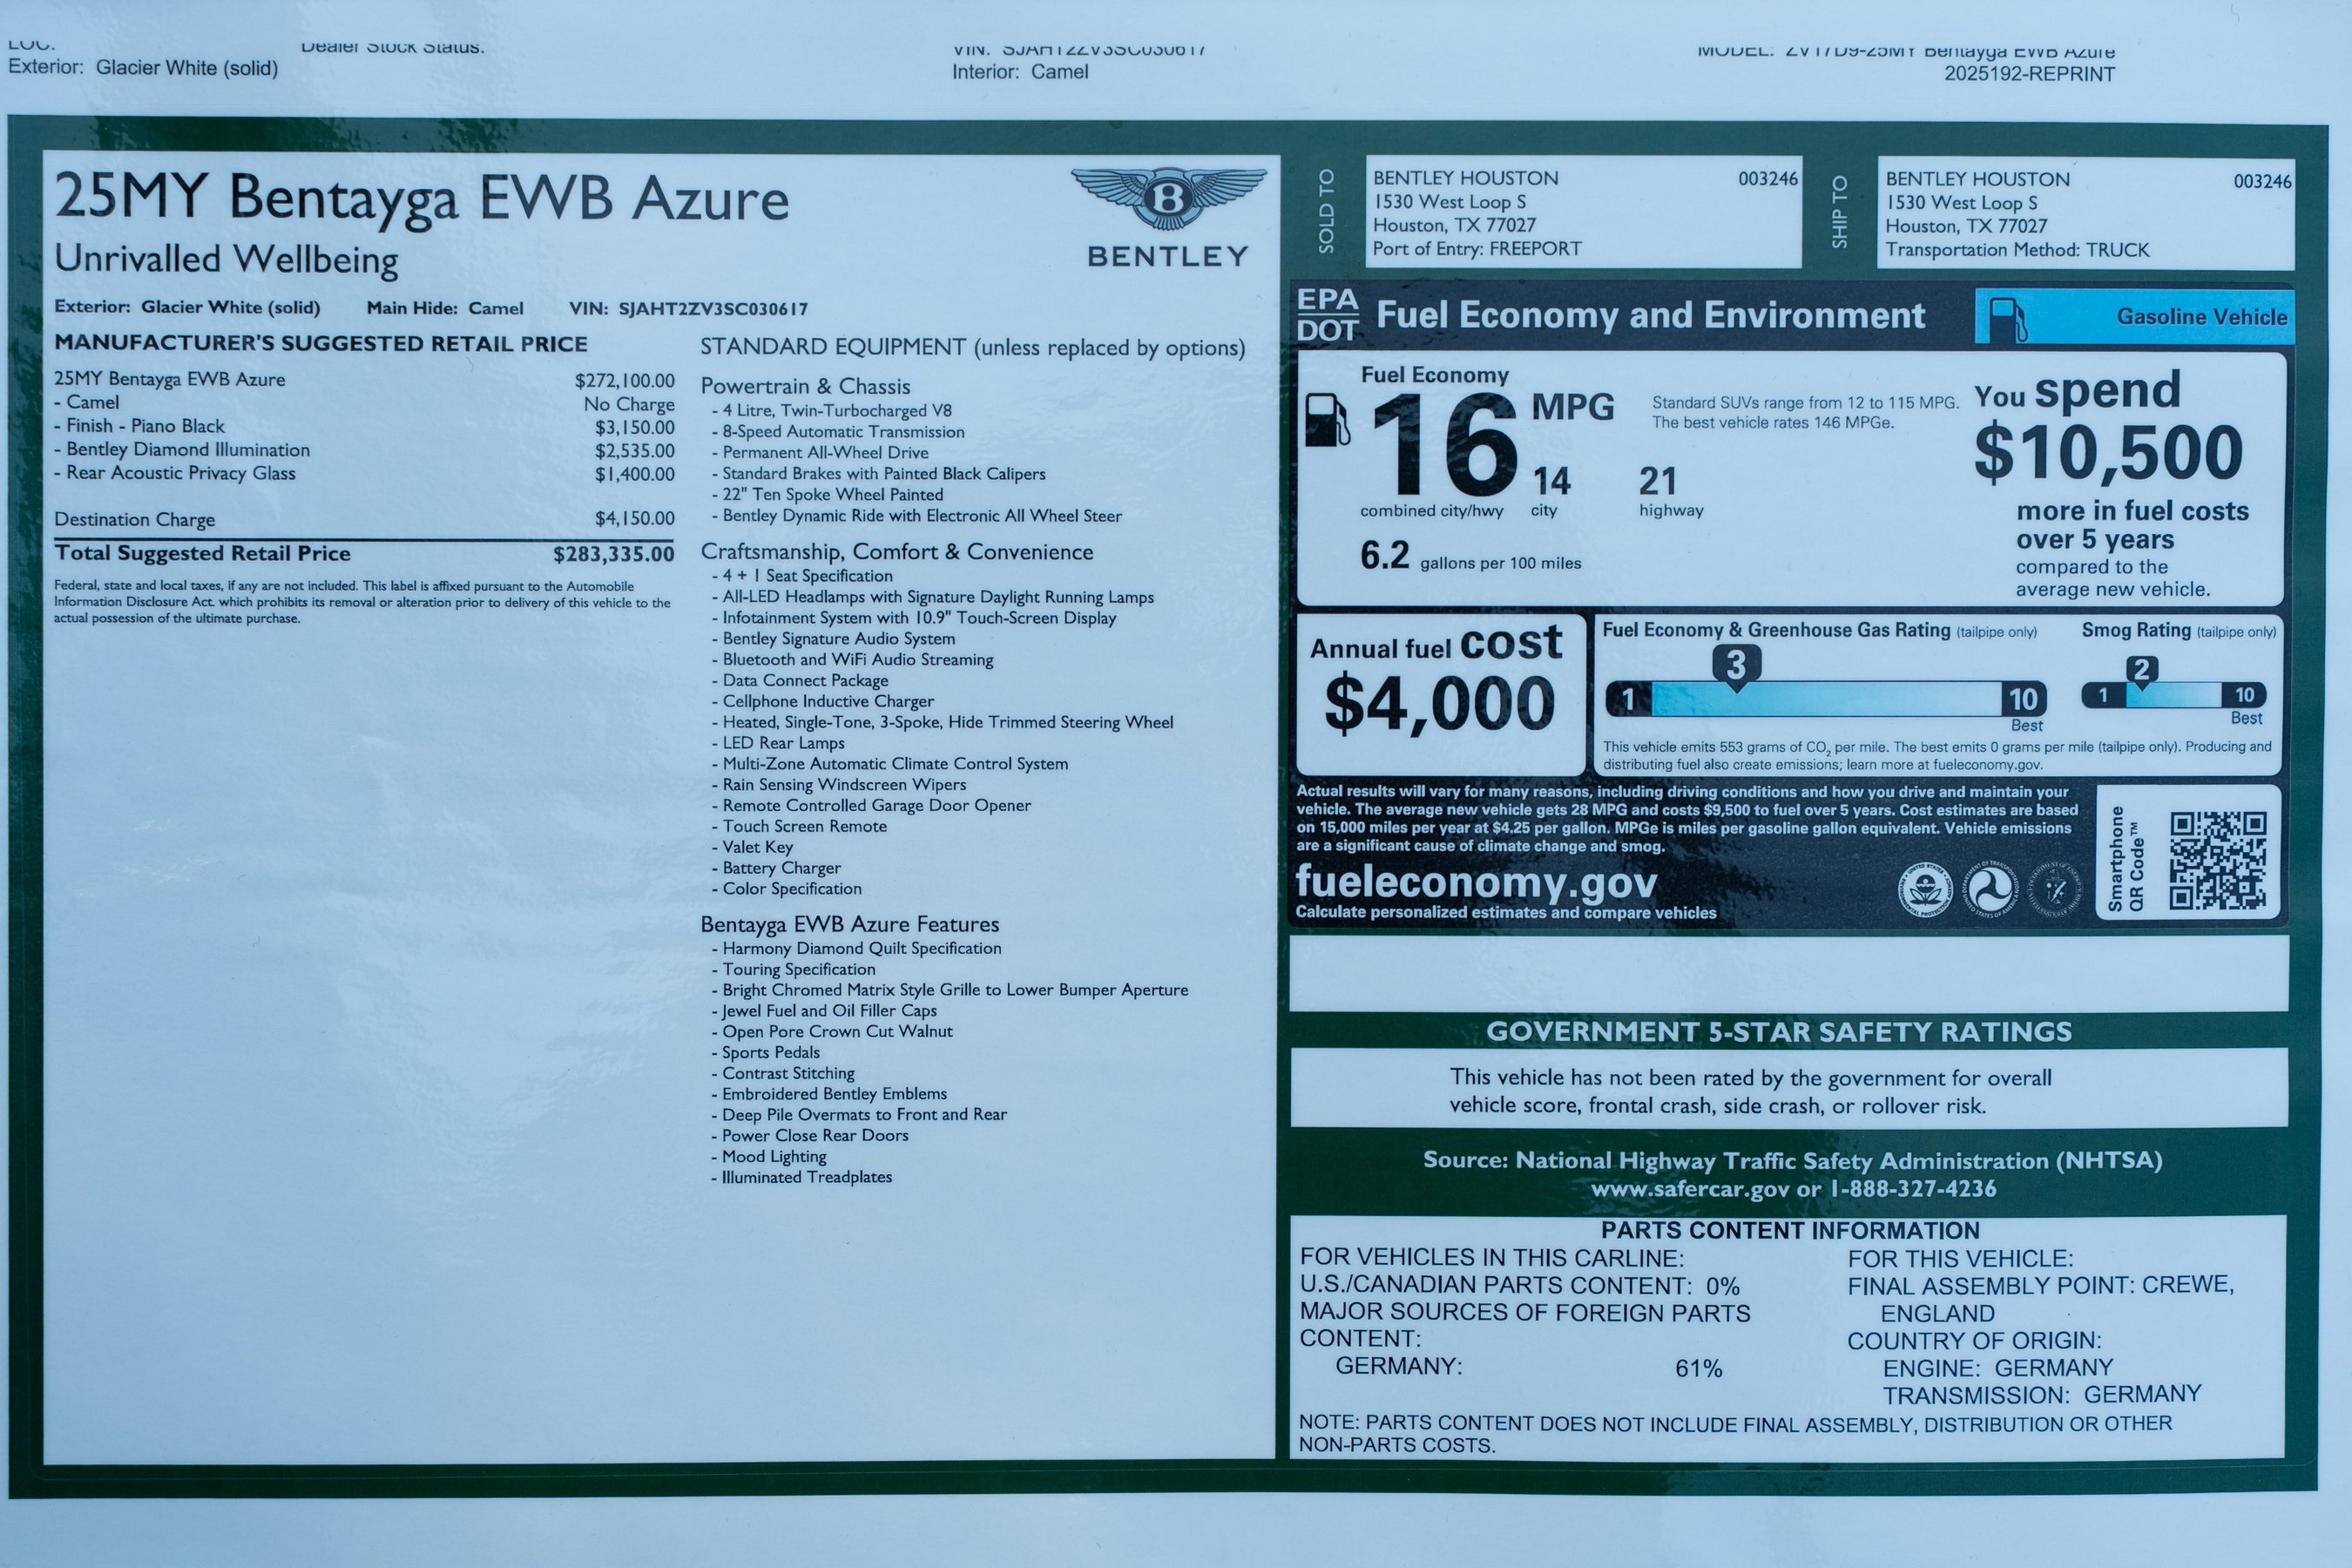 LOC:
Dealer Stock Status:
VIN: SJAHT2ZV3SC030617
MODEL: ZV17D9-25MY Bentayga EWB Azure
Exterior: Glacier White (solid)
Interior: Camel
2025192-REPRINT
25MY Bentayga EWB Azure
Unrivalled Wellbeing
B
BENTLEY
Exterior: Glacier White (solid) Main Hide: Camel VIN: SJAHT2ZV3SC030617
MANUFACTURER'S SUGGESTED RETAIL PRICE
25MY Bentayga EWB Azure $272,100.00
- Camel No Charge
- Finish - Piano Black $3,150.00
- Bentley Diamond Illumination $2,535.00
- Rear Acoustic Privacy Glass $1,400.00
Destination Charge $4,150.00
Total Suggested Retail Price $283,335.00
Federal, state and local taxes, if any are not included. This label is affixed pursuant to the Automobile
Information Disclosure Act. which prohibits its removal or alteration prior to delivery of this vehicle to the
actual possession of the ultimate purchase.
STANDARD EQUIPMENT (unless replaced by options)
Powertrain & Chassis
- 4 Litre, Twin-Turbocharged V8
- 8-Speed Automatic Transmission
- Permanent All-Wheel Drive
- Standard Brakes with Painted Black Calipers
- 22" Ten Spoke Wheel Painted
- Bentley Dynamic Ride with Electronic All Wheel Steer
Craftsmanship, Comfort & Convenience
- 4 + 1 Seat Specification
- All-LED Headlamps with Signature Daylight Running Lamps
- Infotainment System with 10.9" Touch-Screen Display
- Bentley Signature Audio System
- Bluetooth and WiFi Audio Streaming
- Data Connect Package
- Cellphone Inductive Charger
- Heated, Single-Tone, 3-Spoke, Hide Trimmed Steering Wheel
- LED Rear Lamps
- Multi-Zone Automatic Climate Control System
- Rain Sensing Windscreen Wipers
- Remote Controlled Garage Door Opener
- Touch Screen Remote
- Valet Key
- Battery Charger
- Color Specification
Bentayga EWB Azure Features
- Harmony Diamond Quilt Specification
- Touring Specification
- Bright Chromed Matrix Style Grille to Lower Bumper Aperture
- Jewel Fuel and Oil Filler Caps
- Open Pore Crown Cut Walnut
- Sports Pedals
- Contrast Stitching
- Embroidered Bentley Emblems
- Deep Pile Overmats to Front and Rear
- Power Close Rear Doors
- Mood Lighting
- Illuminated Treadplates
SOLD TO
BENTLEY HOUSTON 003246
1530 West Loop S
Houston, TX 77027
Port of Entry: FREEPORT
SHIP TO
BENTLEY HOUSTON 003246
1530 West Loop S
Houston, TX 77027
Transportation Method: TRUCK
EPA
DOT
Fuel Economy and Environment
Gasoline Vehicle
Fuel Economy
16 MPG
combined city/hwy
14
city
21
highway
6.2 gallons per 100 miles
Standard SUVs range from 12 to 115 MPG.
The best vehicle rates 146 MPGe.
You spend
$10,500
more in fuel costs
over 5 years
compared to the
average new vehicle.
Annual fuel cost
$4,000
Fuel Economy & Greenhouse Gas Rating (tailpipe only)
3
1 10
Best
Smog Rating (tailpipe only)
2
1 10
Best
This vehicle emits 553 grams of CO2 per mile. The best emits 0 grams per mile (tailpipe only). Producing and
distributing fuel also create emissions; learn more at fueleconomy.gov.
Actual results will vary for many reasons, including driving conditions and how you drive and maintain your
vehicle. The average new vehicle gets 28 MPG and costs $9,500 to fuel over 5 years. Cost estimates are based
on 15,000 miles per year at $4.25 per gallon. MPGe is miles per gasoline gallon equivalent. Vehicle emissions
are a significant cause of climate change and smog.
fueleconomy.gov
Calculate personalized estimates and compare vehicles
Smartphone
QR Code™
GOVERNMENT 5-STAR SAFETY RATINGS
This vehicle has not been rated by the government for overall
vehicle score, frontal crash, side crash, or rollover risk.
Source: National Highway Traffic Safety Administration (NHTSA)
www.safercar.gov or 1-888-327-4236
PARTS CONTENT INFORMATION
FOR VEHICLES IN THIS CARLINE:
U.S./CANADIAN PARTS CONTENT: 0%
MAJOR SOURCES OF FOREIGN PARTS
CONTENT:
GERMANY: 61%
FOR THIS VEHICLE:
FINAL ASSEMBLY POINT: CREWE,
ENGLAND
COUNTRY OF ORIGIN:
ENGINE: GERMANY
TRANSMISSION: GERMANY
NOTE: PARTS CONTENT DOES NOT INCLUDE FINAL ASSEMBLY, DISTRIBUTION OR OTHER
NON-PARTS COSTS.